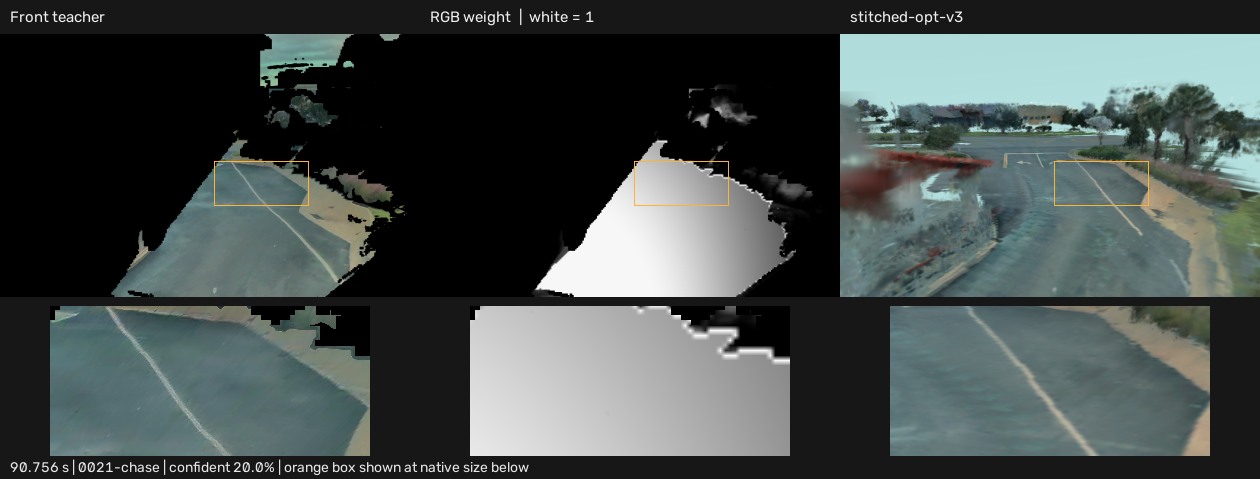 Front teacher
RGB weight | white = 1
stitched-opt-v3
90.756 s | 0021-chase | confident 20.0% | orange box shown at native size below